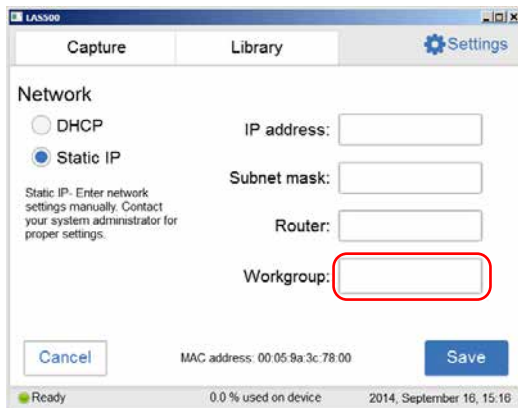 LAS500
Capture
Library
Settings
Network
DHCP
Static IP
Static IP- Enter network
settings manually. Contact
your system administrator for
proper settings.
IP address:
Subnet mask:
Router:
Workgroup:
Cancel
MAC address: 00:05:9a:3c:78:00
Save
Ready
0.0 % used on device
2014, September 16, 15:16